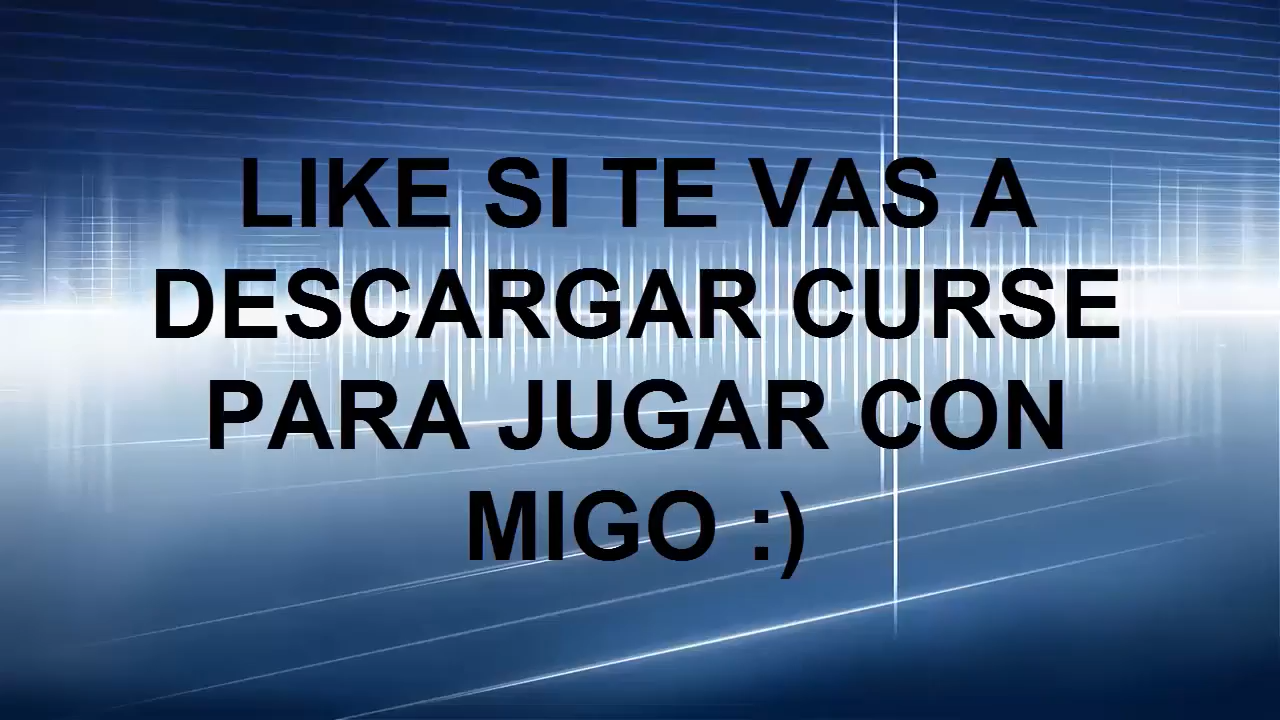 LIKE SI TE VAS A
DESCARGAR CURSE
PARA JUGAR CON
MIGO :)